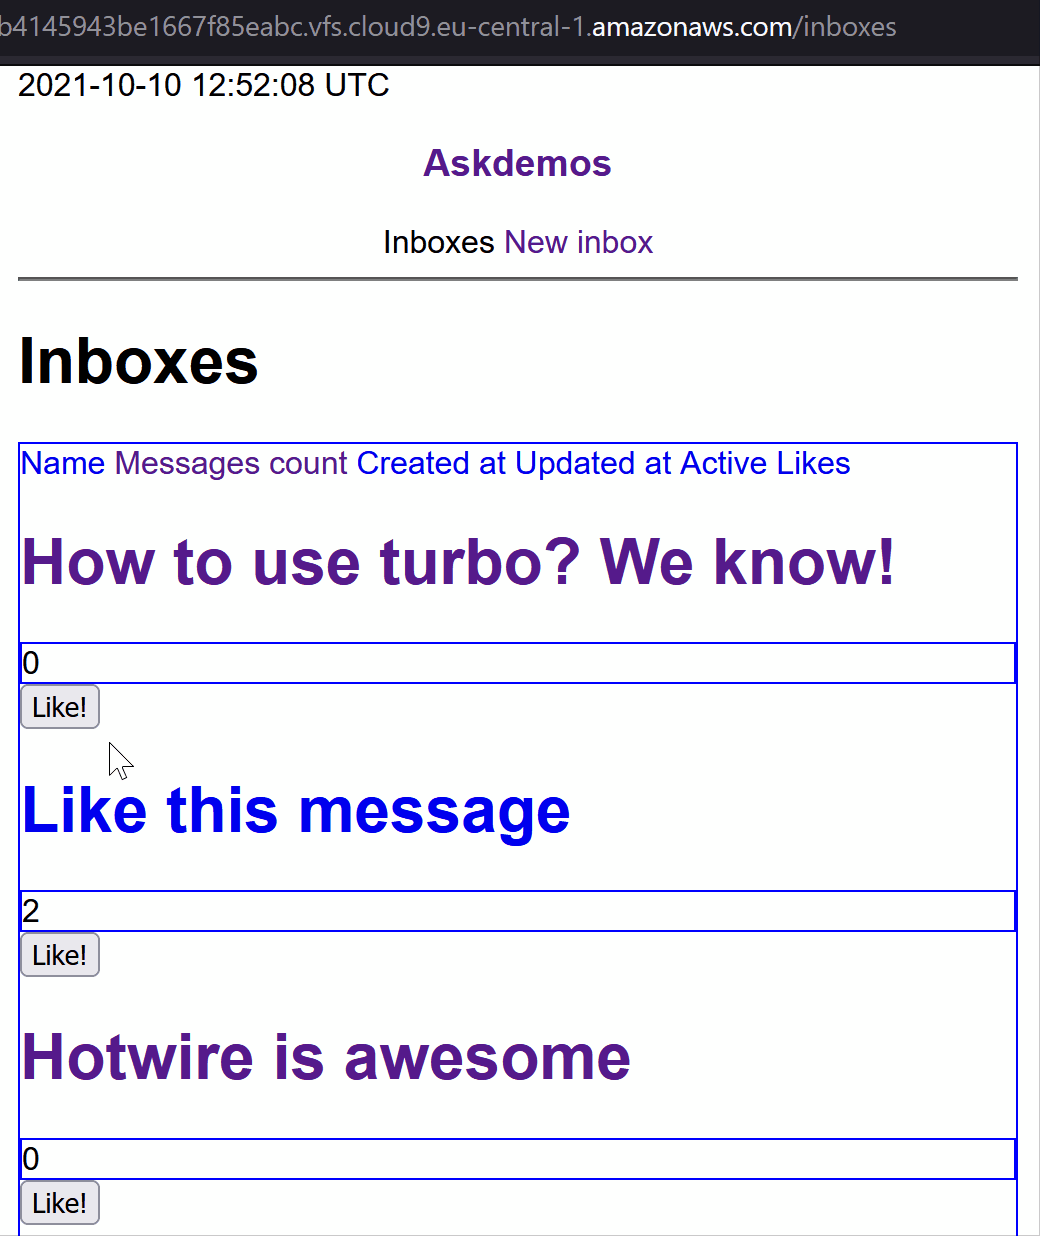 b4145943be1667f85eabc.vfs.cloud9.eu-central-1.amazonaws.com/inboxes
2021-10-10 12:52:08 UTC
Askdemos
Inboxes New inbox
Inboxes
Name Messages count Created at Updated at Active Likes
How to use turbo? We know!
0
Like!
Like this message
2
Like!
Hotwire is awesome
0
Like!